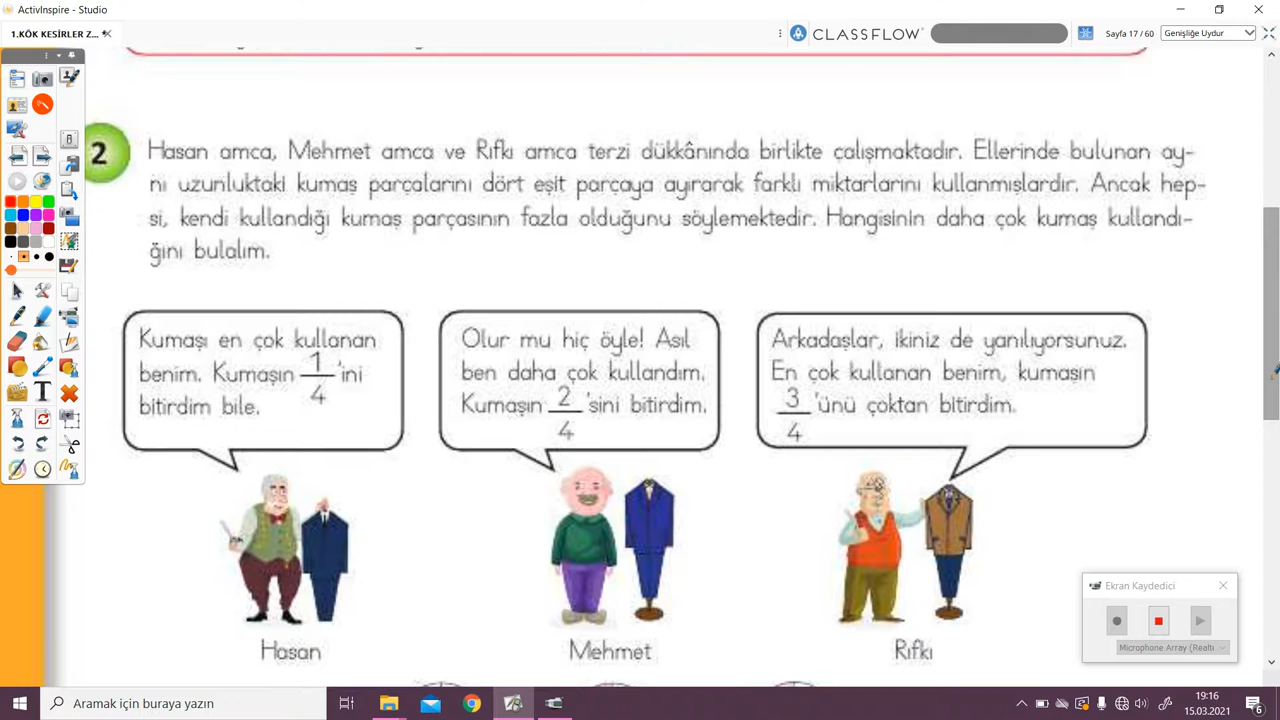 ActivInspire - Studio
1.KÖK KESİRLER Z...
CLASSFLOW
Sayfa 17 / 60
Genişliğe Uydur
2
Hasan amca, Mehmet amca ve Rıfkı amca terzi dükkânında birlikte çalışmaktadır. Ellerinde bulunan ay-
nı uzunluktaki kumaş parçalarını dört eşit parçaya ayırarak farklı miktarlarını kullanmışlardır. Ancak hep-
si, kendi kullandığı kumaş parçasının fazla olduğunu söylemektedir. Hangisinin daha çok kumaş kullandı-
ğını bulalım.
Kumaşı en çok kullanan
benim. Kumaşın 1/4 'ini
bitirdim bile.
Olur mu hiç öyle! Asıl
ben daha çok kullandım.
Kumaşın 2/4 'sini bitirdim.
Arkadaşlar, ikiniz de yanılıyorsunuz.
En çok kullanan benim, kumaşın
3/4 'ünü çoktan bitirdim.
Hasan
Mehmet
Rıfkı
Ekran Kaydedici
Microphone Array (Realt
Aramak için buraya yazın
19:16
15.03.2021
6